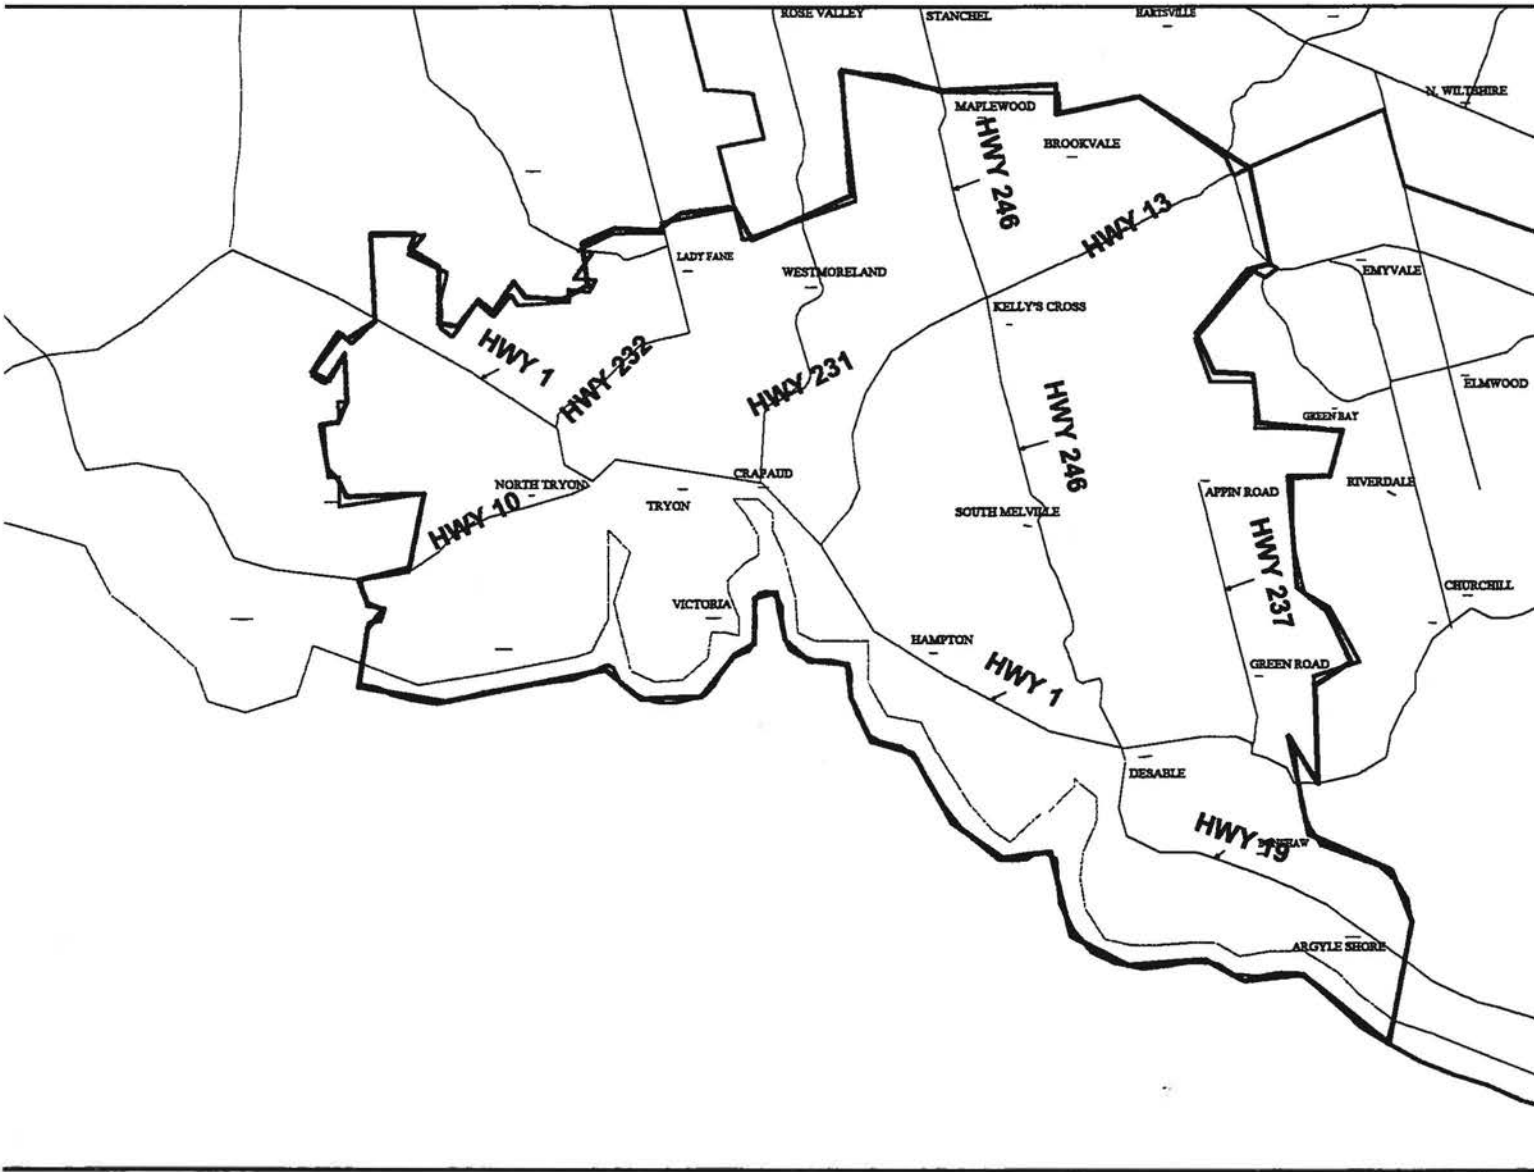 ROSE VALLEY
STANCHEL
HARTSVILLE
N. WILTSHIRE
MAPLEWOOD
HWY 246
BROOKVALE
HWY 13
LADY FANE
WESTMORELAND
EMYVALE
KELLY'S CROSS
HWY 1
HWY 232
HWY 231
HWY 246
ELMWOOD
GREEN BAY
CRAPAUD
NORTH TRYON
TRYON
RIVERDALE
APPIN ROAD
HWY 10
SOUTH MELVILLE
HWY 237
CHURCHILL
VICTORIA
HAMPTON
GREEN ROAD
HWY 1
DESABLE
HWY 19
ARGYLE SHORE